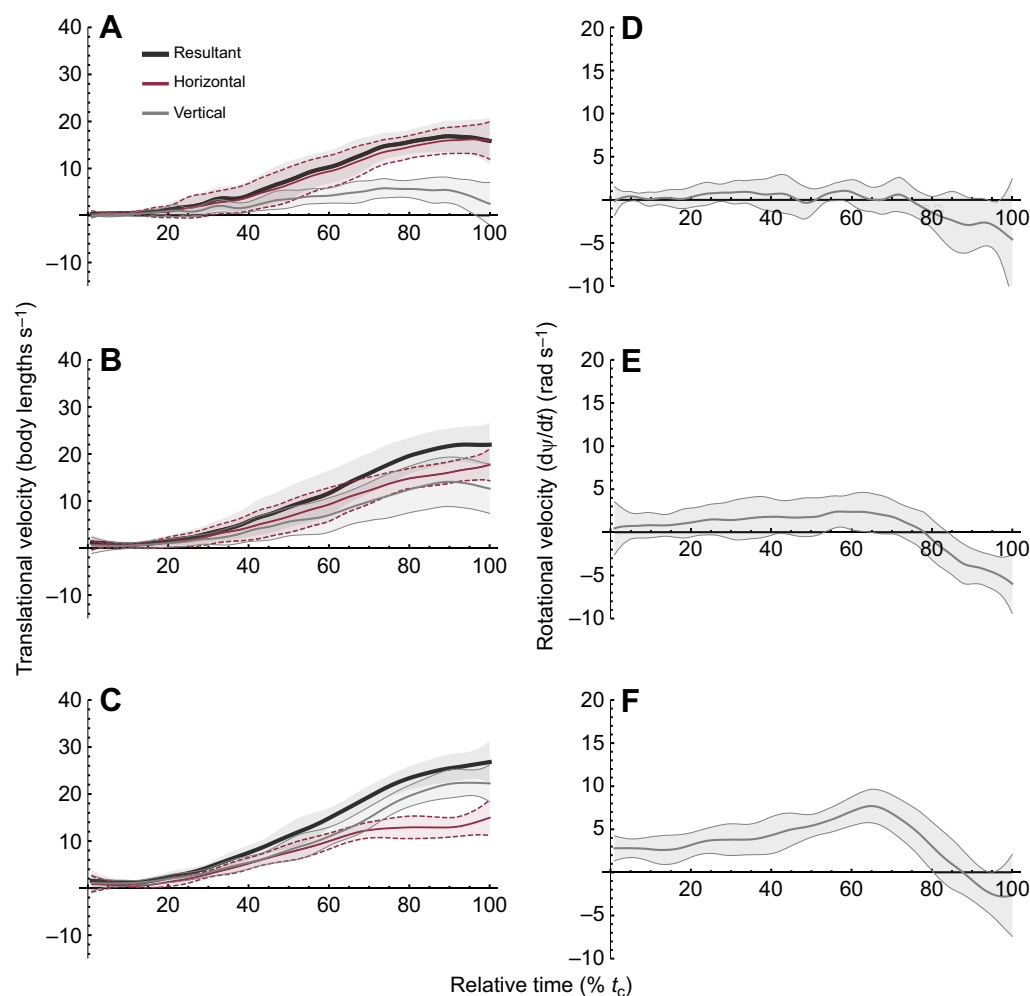 A
40
30
20
10
–10
Resultant
Horizontal
Vertical
20 40 60 80 100
D
20
15
10
5
0
–5
–10
20 40 60 80 100
B
40
30
20
10
–10
20 40 60 80 100
E
20
15
10
5
0
–5
–10
20 40 60 80 100
C
40
30
20
10
–10
20 40 60 80 100
F
20
15
10
5
0
–5
–10
20 40 60 80 100
Translational velocity (body lengths s–1)
Rotational velocity (dψ/dt) (rad s–1)
Relative time (% tc)